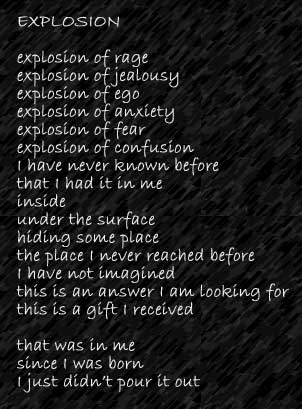 EXPLOSION
explosion of rage
explosion of jealousy
explosion of ego
explosion of anxiety
explosion of fear
explosion of confusion
I have never known before
that I had it in me
inside
under the surface
hiding some place
the place I never reached before
I have not imagined
this is an answer I am looking for
this is a gift I received
that was in me
since I was born
I just didn't pour it out